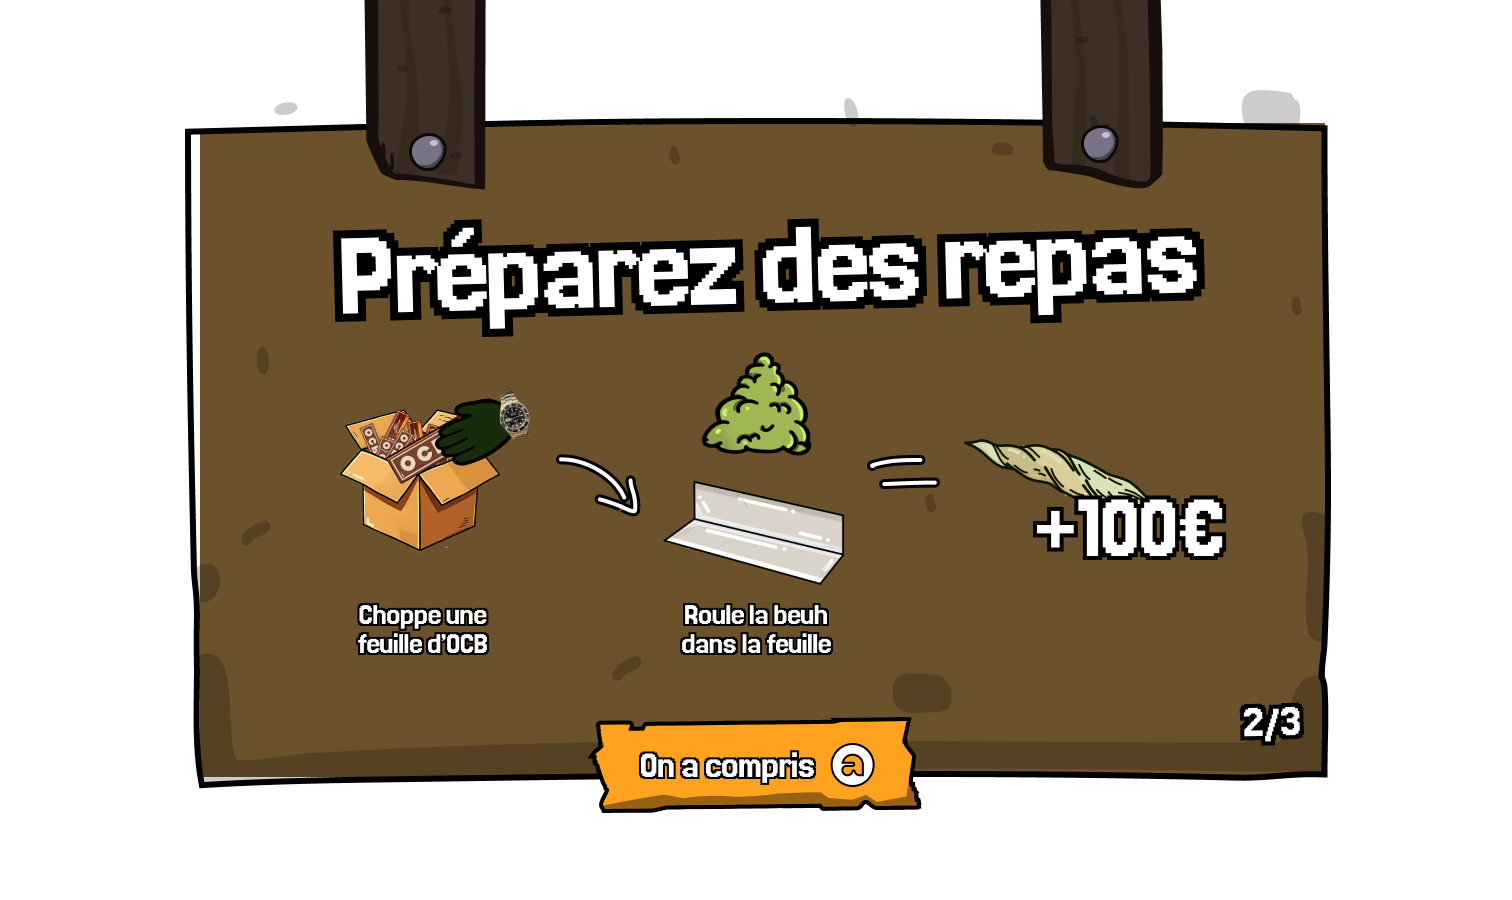 Préparez des repas
OCB
OC
+100€
Choppe une
feuille d'OCB
Roule la beuh
dans la feuille
2/3
On a compris a